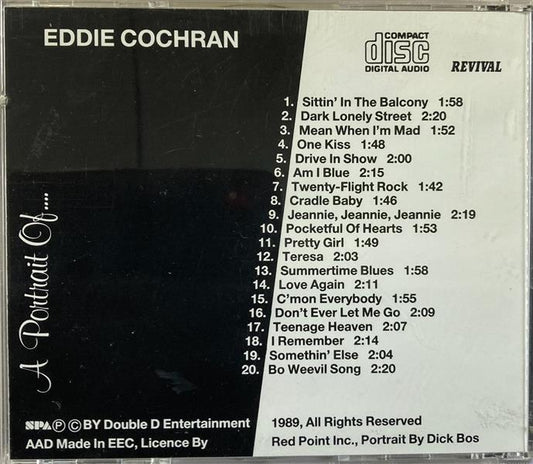 EDDIE COCHRAN
COMPACT
disc
DIGITAL AUDIO
REVIVAL
A Portrait Of....
1. Sittin' In The Balcony 1:58
2. Dark Lonely Street 2:20
3. Mean When I'm Mad 1:52
4. One Kiss 1:48
5. Drive In Show 2:00
6. Am I Blue 2:15
7. Twenty-Flight Rock 1:42
8. Cradle Baby 1:46
9. Jeannie, Jeannie, Jeannie 2:19
10. Pocketful Of Hearts 1:53
11. Pretty Girl 1:49
12. Teresa 2:03
13. Summertime Blues 1:58
14. Love Again 2:11
15. C'mon Everybody 1:55
16. Don't Ever Let Me Go 2:09
17. Teenage Heaven 2:07
18. I Remember 2:14
19. Somethin' Else 2:04
20. Bo Weevil Song 2:20
SPA Ⓟ © BY Double D Entertainment 1989, All Rights Reserved
AAD Made In EEC, Licence By Red Point Inc., Portrait By Dick Bos